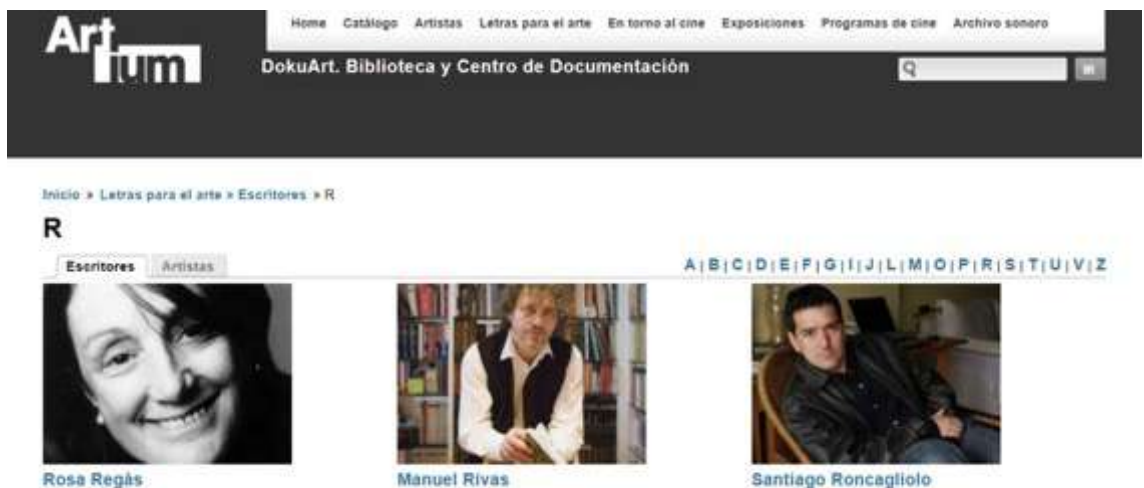 Art
ium
Home Catálogo Artistas Letras para el arte En torno al cine Exposiciones Programas de cine Archivo sonoro
DokuArt. Biblioteca y Centro de Documentación
Inicio » Letras para el arte » Escritores » R
R
Escritores Artistas
A | B | C | D | E | F | G | I | J | L | M | O | P | R | S | T | U | V | Z
Rosa Regàs Manuel Rivas Santiago Roncagliolo